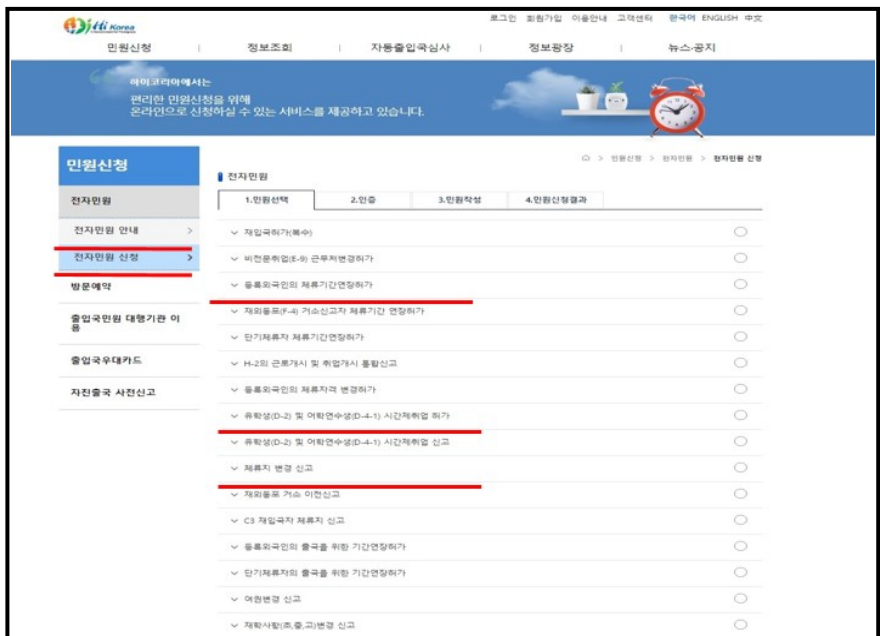 Hi Korea
로그인 회원가입 이용안내 고객센터 한국어 ENGLISH 中文
민원신청 | 정보조회 | 자동출입국심사 | 정보광장 | 뉴스·공지
하이코리아에서는
편리한 민원신청을 위해
온라인으로 신청하실 수 있는 서비스를 제공하고 있습니다.
민원신청
전자민원
전자민원 안내 >
전자민원 신청 >
방문예약
출입국민원 대행기관 이
용
출입국우대카드
자진출국 사전신고
> 민원신청 > 전자민원 > 전자민원 신청
전자민원
1.민원선택 2.인증 3.민원작성 4.민원신청결과
재입국허가(복수)
비전문취업(E-9) 근무처변경허가
등록외국인의 체류기간연장허가
재외동포(F-4) 거소신고자 체류기간 연장허가
단기체류자 체류기간연장허가
H-2의 근로개시 및 취업개시 통합신고
등록외국인의 체류자격 변경허가
유학생(D-2) 및 어학연수생(D-4-1) 시간제취업 허가
유학생(D-2) 및 어학연수생(D-4-1) 시간제취업 신고
체류지 변경 신고
재외동포 거소 이전신고
C3 재입국자 체류지 신고
등록외국인의 출국을 위한 기간연장허가
단기체류자의 출국을 위한 기간연장허가
여권변경 신고
재학사항(초,중,고)변경 신고